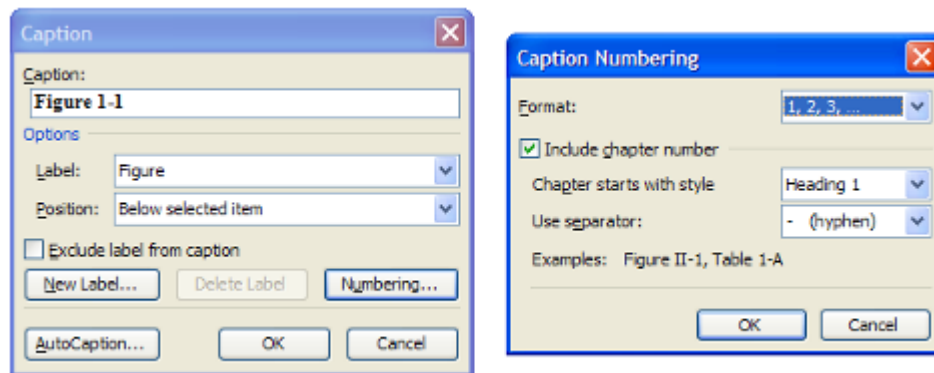 Caption
Caption:
Figure 1-1
Options
Label: Figure
Position: Below selected item
Exclude label from caption
New Label... Delete Label Numbering...
AutoCaption... OK Cancel
Caption Numbering
Format: 1, 2, 3, ...
Include chapter number
Chapter starts with style Heading 1
Use separator: - (hyphen)
Examples: Figure II-1, Table 1-A
OK Cancel